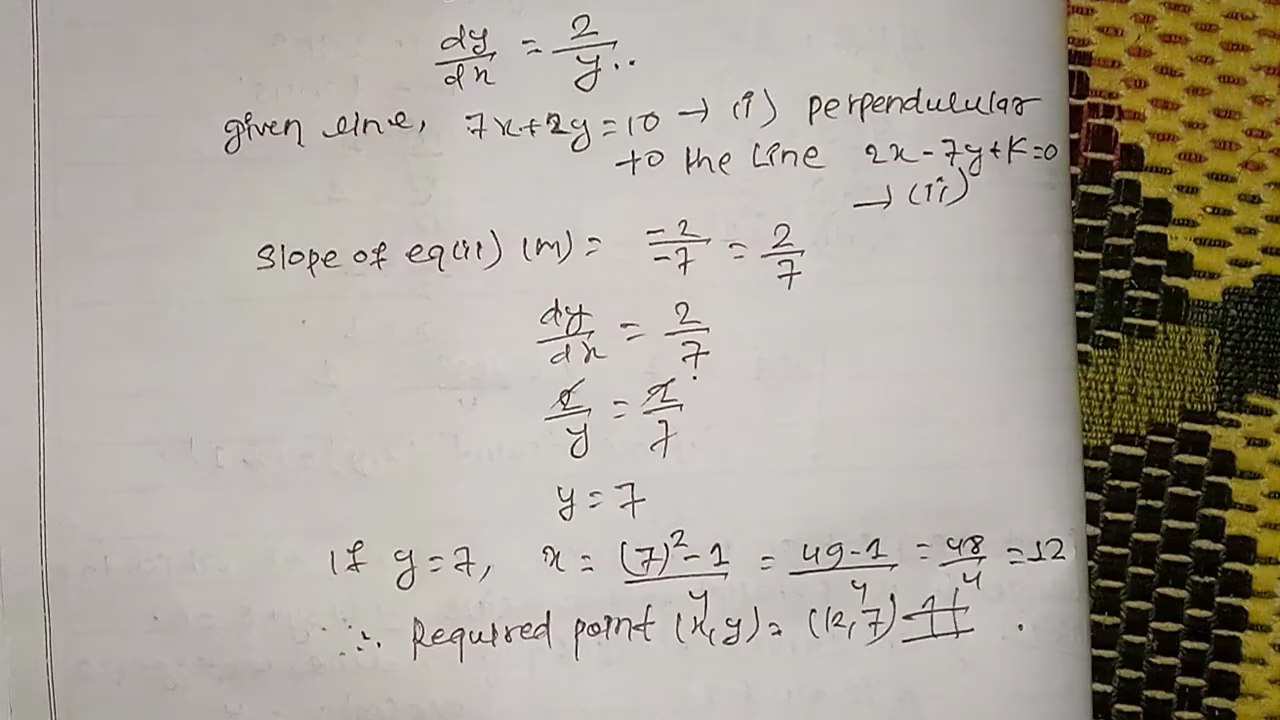 dy/dx = 2/y..
given line, 7x+2y=10 → (i) perpendicular
to the line 2x-7y+K=0
→ (ii)
Slope of eq(ii) (m) = -2/-7 = 2/7
dy/dx = 2/7
2/y = 2/7
y = 7
If y=7, x = (7)²-1/4 = 49-1/4 = 48/4 = 12
∴ Required point (x, y) = (12, 7)